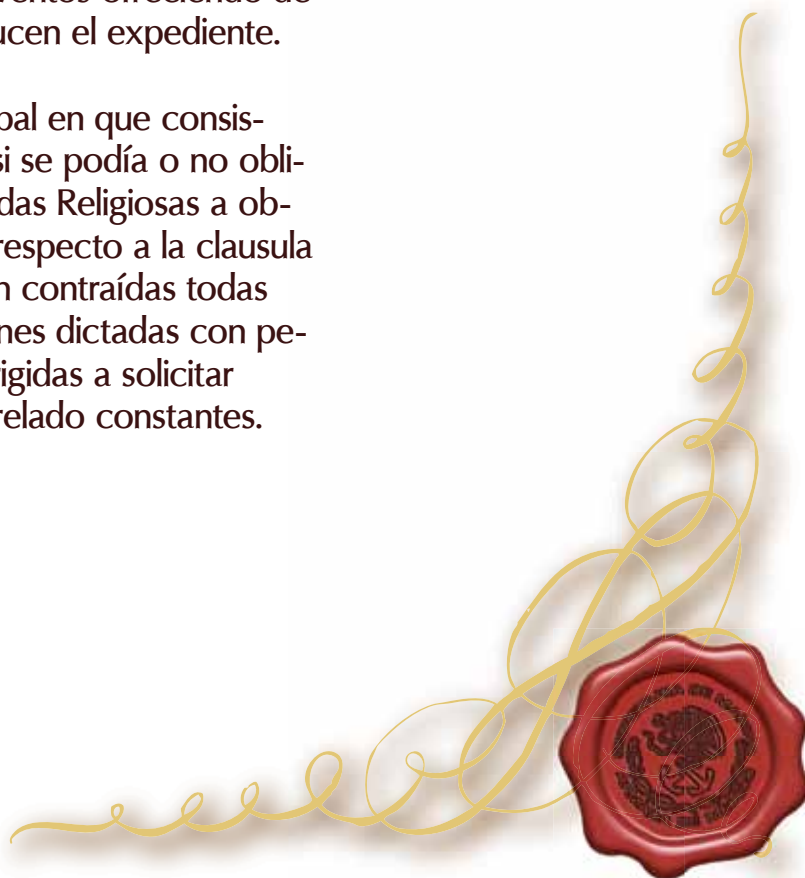 ucen el expediente.
pal en que consis-
si se podía o no obli-
das Religiosas a ob-
respecto a la clausula
n contraídas todas
nes dictadas con pe-
igidas a solicitar
relado constantes.